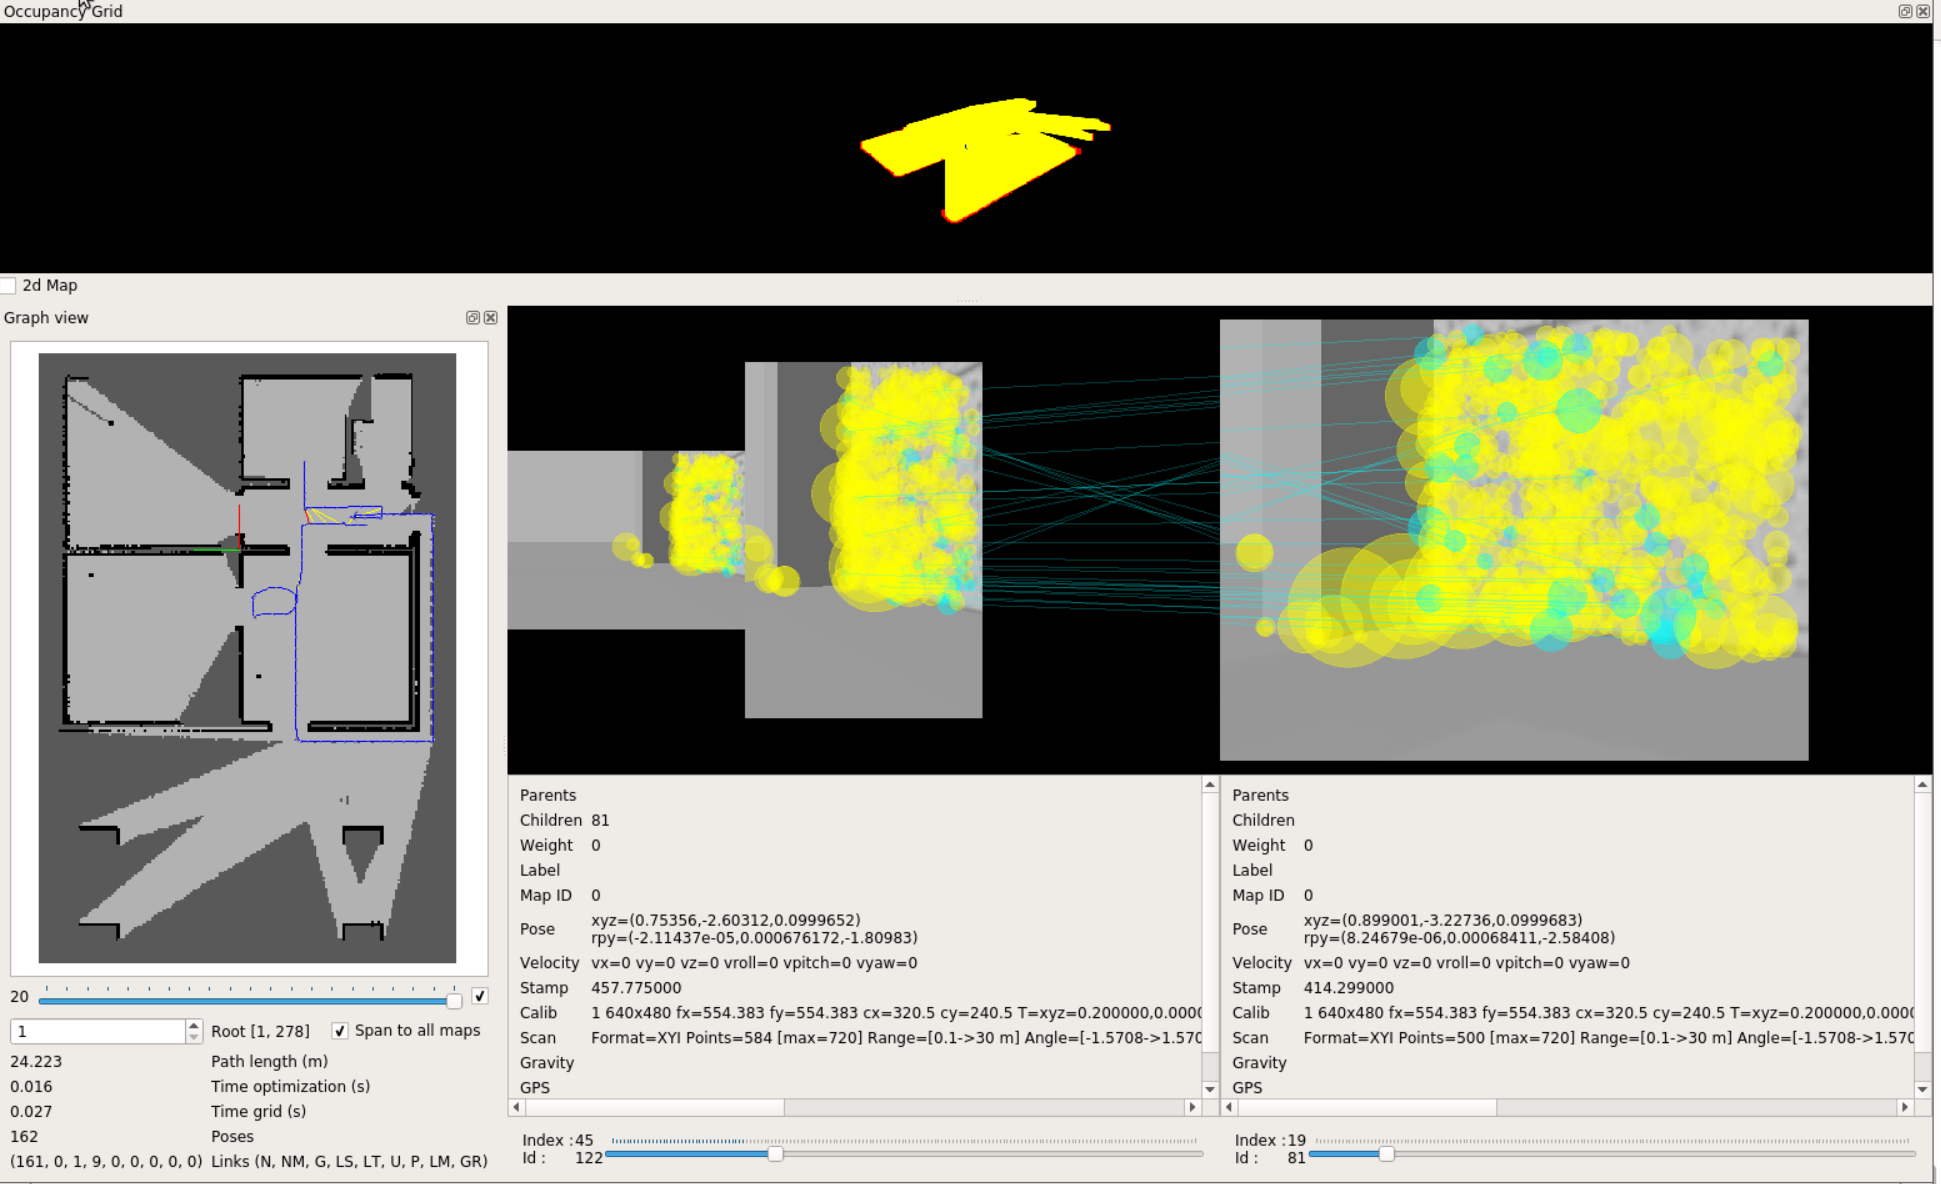 Occupancy Grid
2d Map
Graph view
20
1 Root [1, 278] Span to all maps
24.223 Path length (m)
0.016 Time optimization (s)
0.027 Time grid (s)
162 Poses
(161, 0, 1, 9, 0, 0, 0, 0, 0) Links (N, NM, G, LS, LT, U, P, LM, GR)
Parents
Children 81
Weight 0
Label
Map ID 0
Pose xyz=(0.75356,-2.60312,0.0999652)
rpy=(-2.11437e-05,0.000676172,-1.80983)
Velocity vx=0 vy=0 vz=0 vroll=0 vpitch=0 vyaw=0
Stamp 457.775000
Calib 1 640x480 fx=554.383 fy=554.383 cx=320.5 cy=240.5 T=xyz=0.200000,0.0000
Scan Format=XYI Points=584 [max=720] Range=[0.1->30 m] Angle=[-1.5708->1.570
Gravity
GPS
Index : 45
Id : 122
Parents
Children
Weight 0
Label
Map ID 0
Pose xyz=(0.899001,-3.22736,0.0999683)
rpy=(8.24679e-06,0.00068411,-2.58408)
Velocity vx=0 vy=0 vz=0 vroll=0 vpitch=0 vyaw=0
Stamp 414.299000
Calib 1 640x480 fx=554.383 fy=554.383 cx=320.5 cy=240.5 T=xyz=0.200000,0.0000
Scan Format=XYI Points=500 [max=720] Range=[0.1->30 m] Angle=[-1.5708->1.570
Gravity
GPS
Index : 19
Id : 81